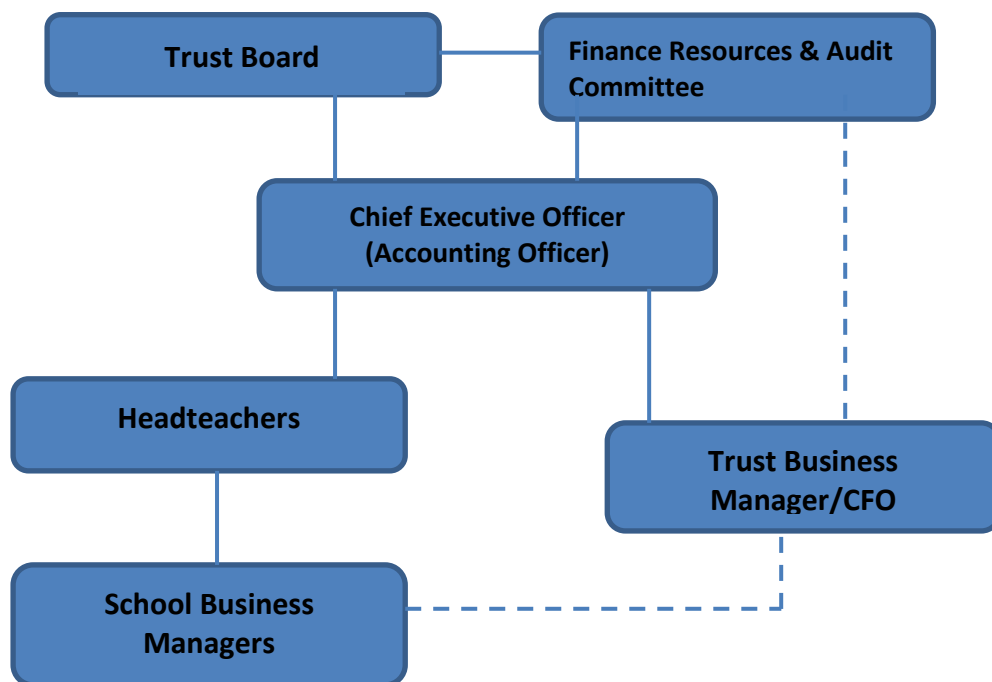 Trust Board
Finance Resources & Audit
Committee
Chief Executive Officer
(Accounting Officer)
Headteachers
Trust Business
Manager/CFO
School Business
Managers